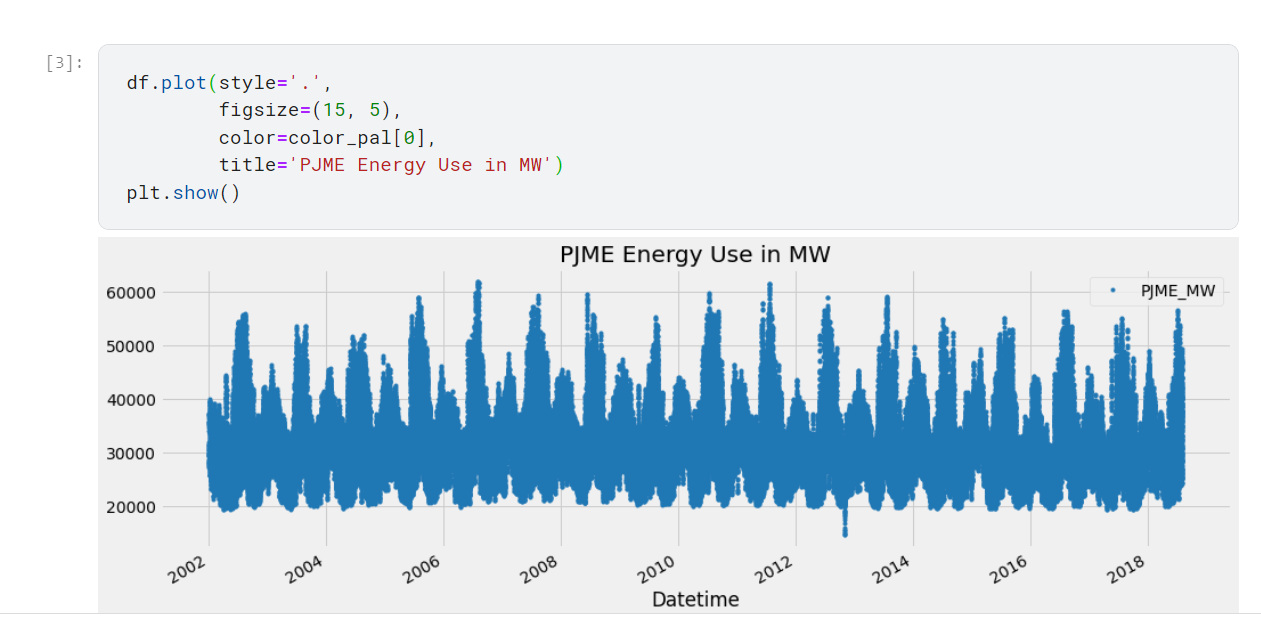 [3]:
df.plot(style='.',
figsize=(15, 5),
color=color_pal[0],
title='PJME Energy Use in MW')
plt.show()
PJME Energy Use in MW
PJME_MW
60000
50000
40000
30000
20000
2002 2004 2006 2008 2010 2012 2014 2016 2018
Datetime